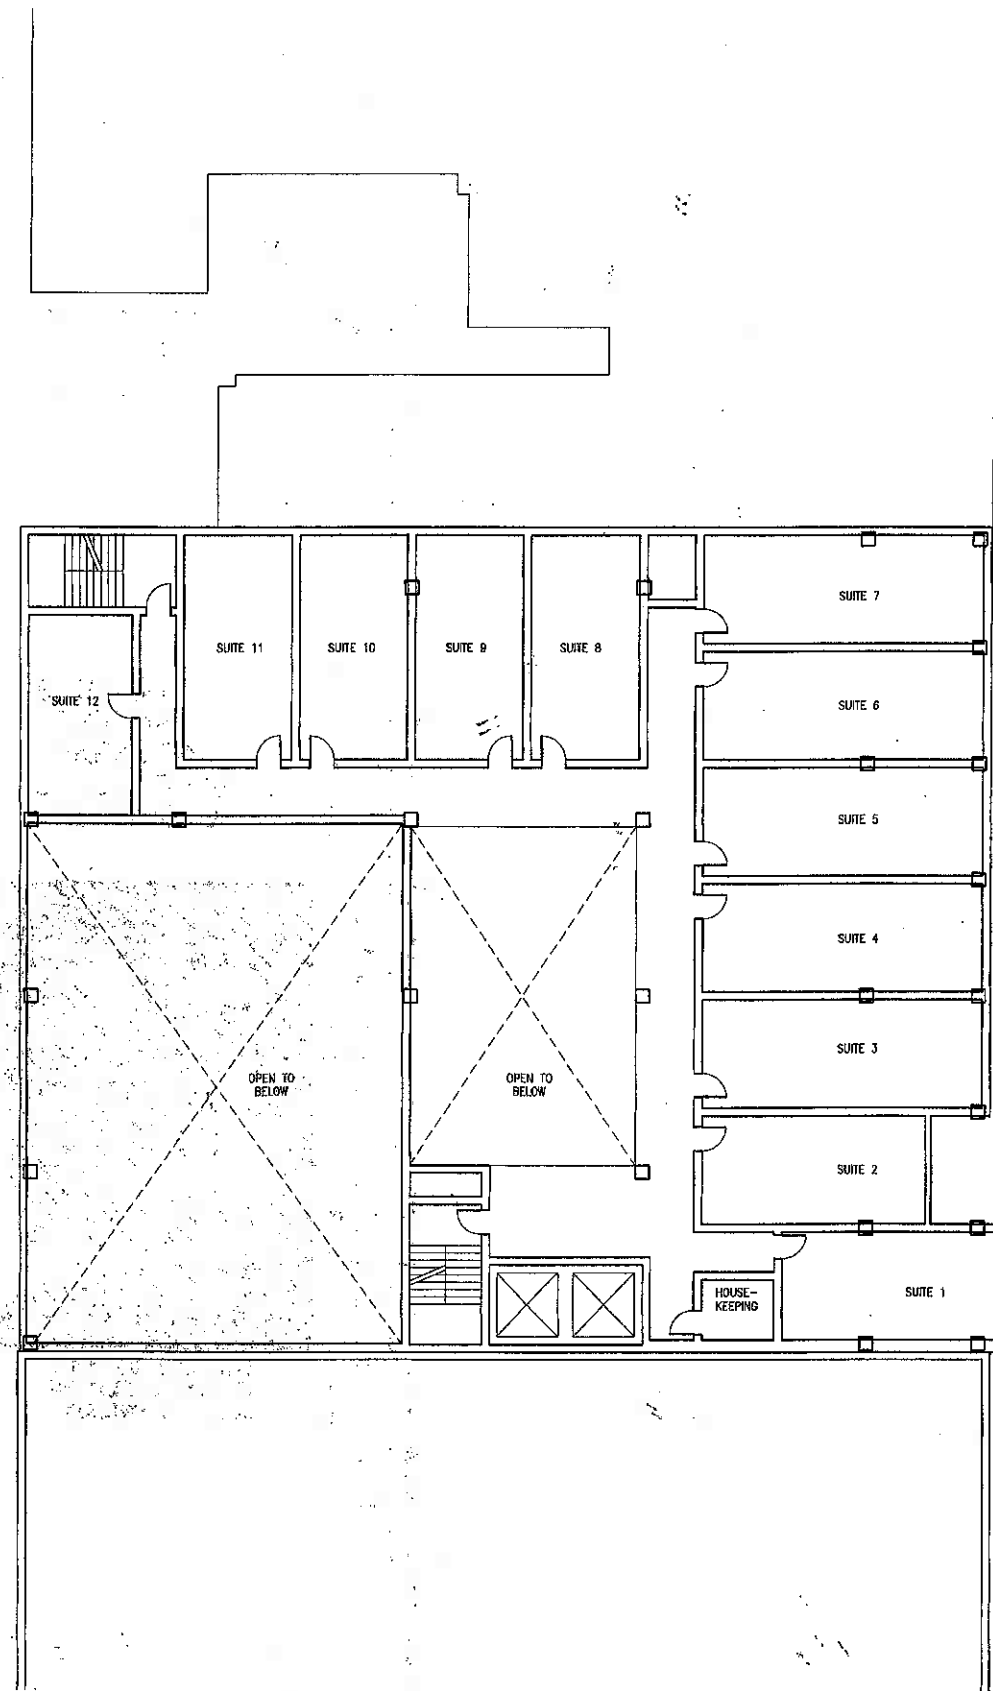 SUITE 7
SUITE 11
SUITE 10
SUITE 9
SUITE 8
SUITE 12
SUITE 6
SUITE 5
SUITE 4
SUITE 3
OPEN TO
BELOW
OPEN TO
BELOW
SUITE 2
SUITE 1
HOUSE-
KEEPING